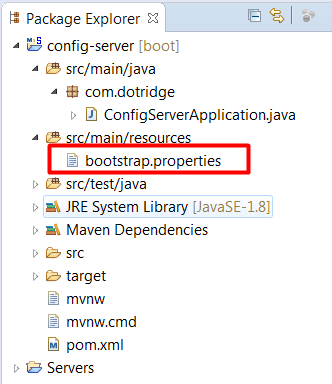 Package Explorer
config-server [boot]
src/main/java
com.dotridge
ConfigServerApplication.java
src/main/resources
bootstrap.properties
src/test/java
JRE System Library [JavaSE-1.8]
Maven Dependencies
src
target
mvnw
mvnw.cmd
pom.xml
Servers